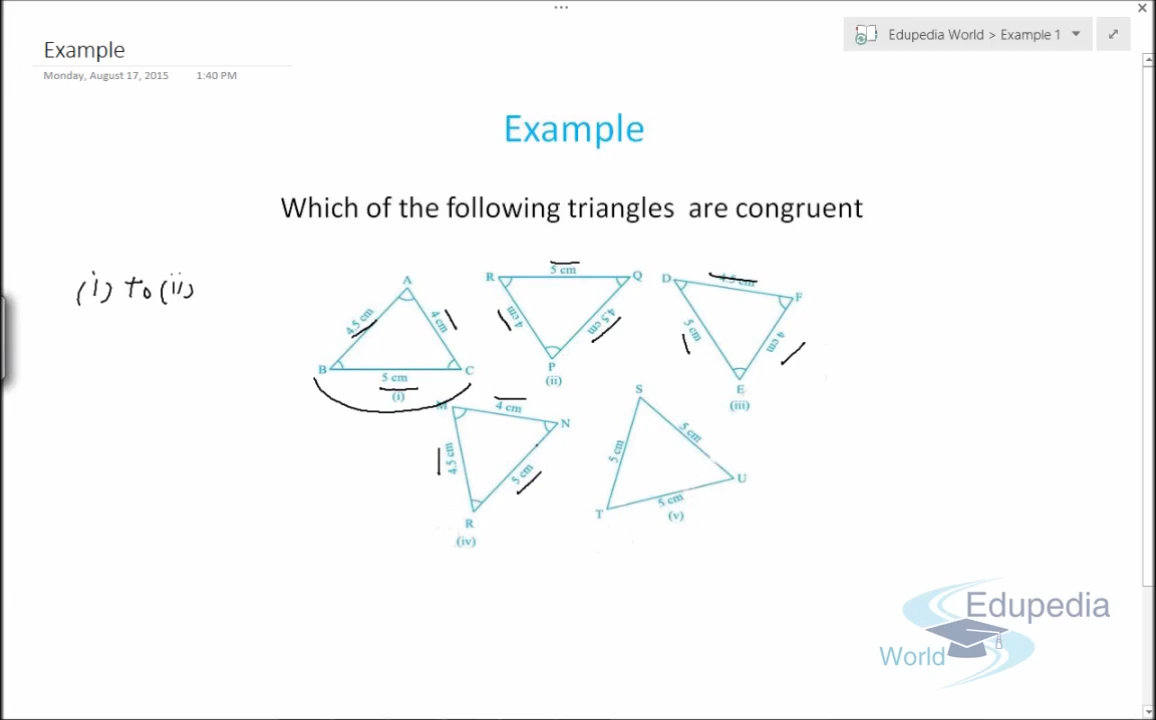 Edupedia World > Example 1
Example
Monday, August 17, 2015 1:40 PM
Example
Which of the following triangles are congruent
(i) to (ii)
A
4.5 cm
4 cm
B
C
5 cm
(i)
R
5 cm
Q
4 cm
4.5 cm
P
(ii)
D
4.5 cm
F
5 cm
4 cm
E
(iii)
M
4 cm
N
4.5 cm
5 cm
R
(iv)
S
5 cm
5 cm
U
5 cm
T
(v)
Edupedia
World